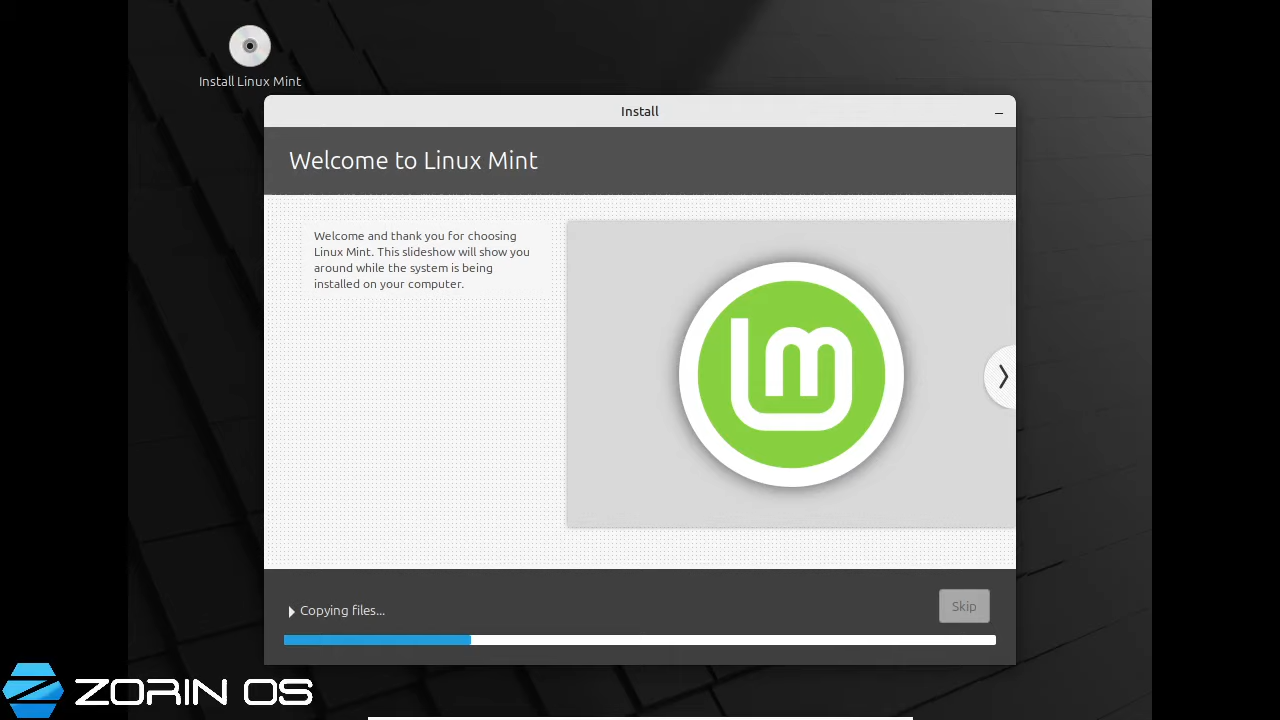 Install Linux Mint
Install
Welcome to Linux Mint
Welcome and thank you for choosing
Linux Mint. This slideshow will show you
around while the system is being
installed on your computer.
lm
Copying files...
Skip
ZORIN OS